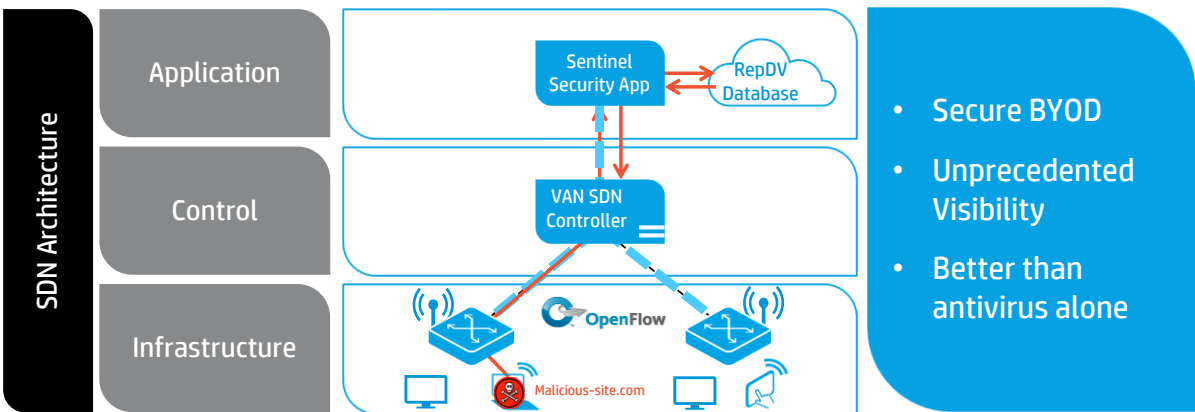 SDN Architecture
Application
Control
Infrastructure
Sentinel
Security App
RepDV
Database
VAN SDN
Controller
OpenFlow
Malicious-site.com
• Secure BYOD
• Unprecedented
Visibility
• Better than
antivirus alone